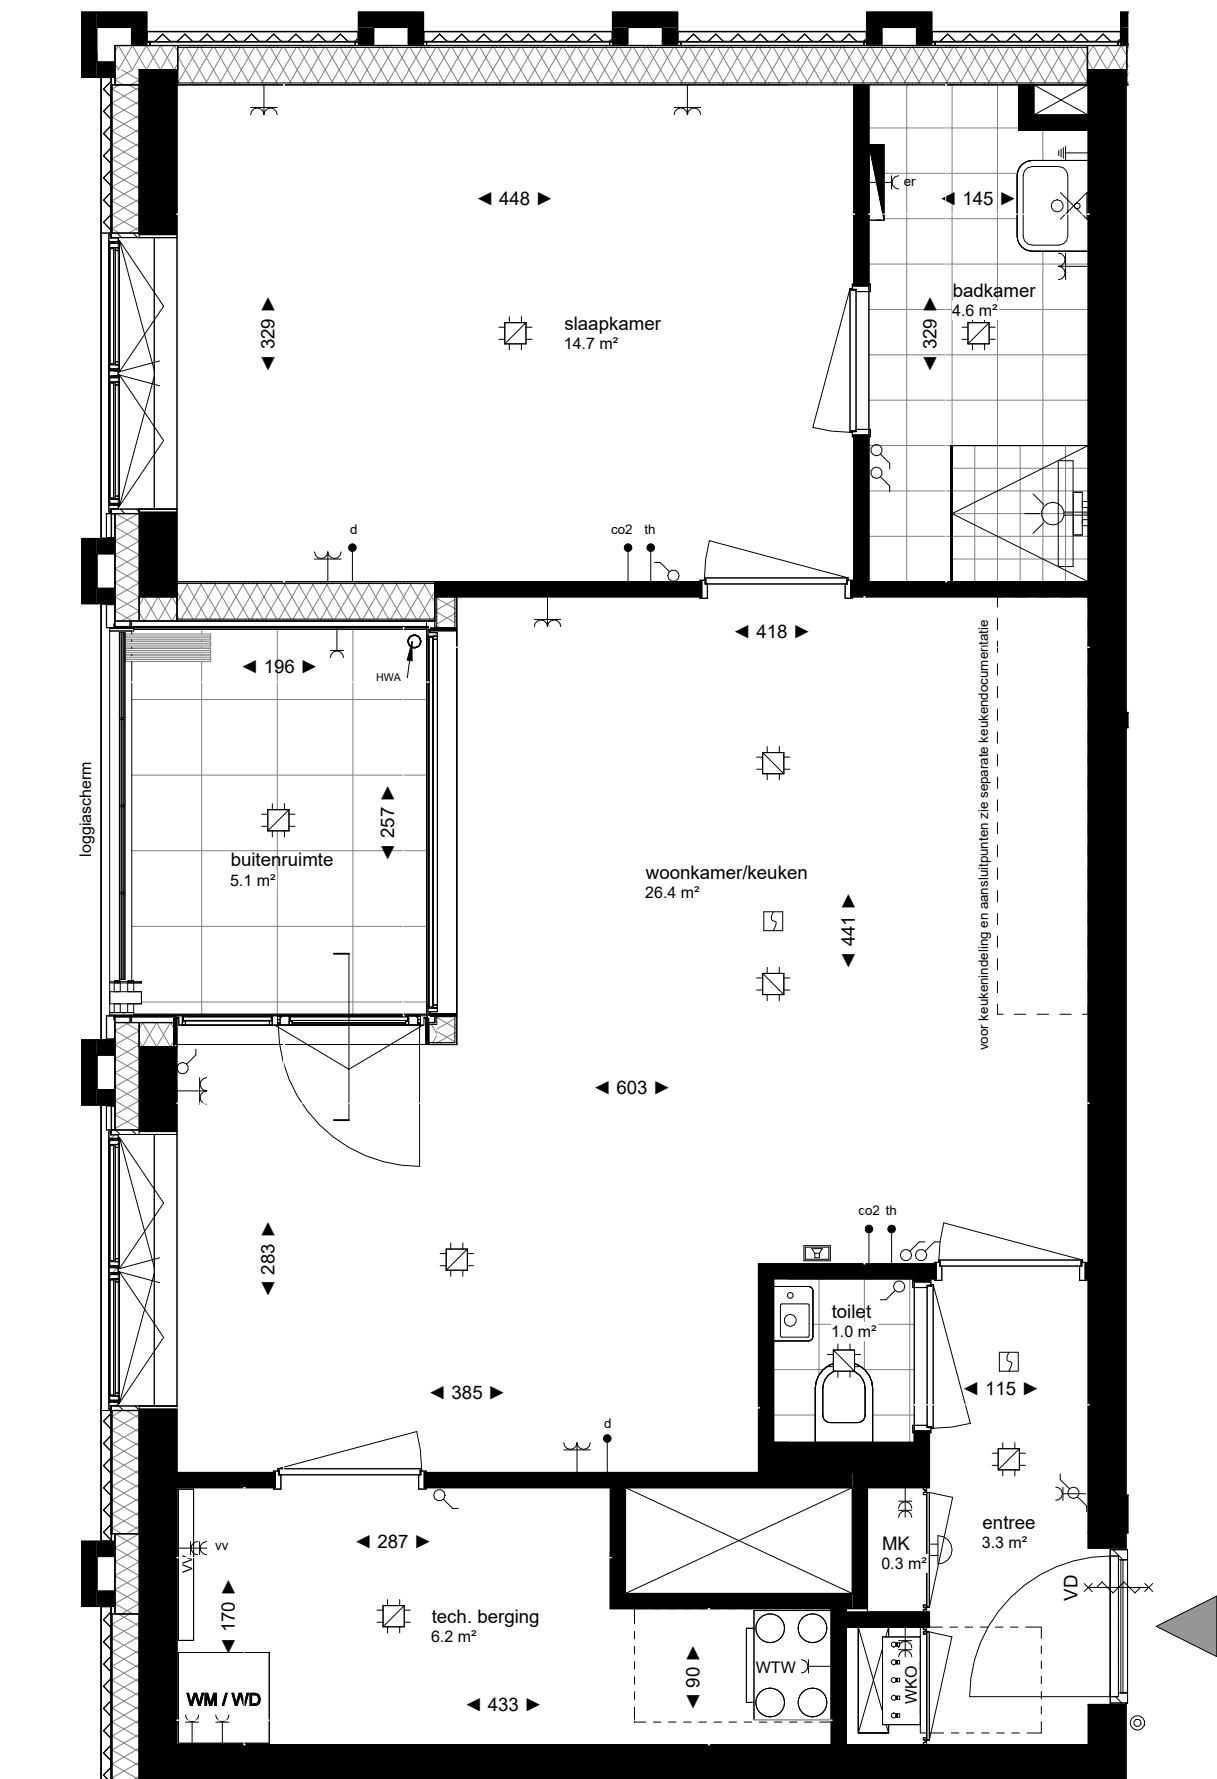 448
er
145
badkamer
4.6 m²
329
slaapkamer
14.7 m²
329
d
co2
th
418
196
HWA
voor keukenindeling en aansluitpunten zie separate keukendocumentatie
loggiascherm
257
buitenruimte
5.1 m²
woonkamer/keuken
26.4 m²
441
603
co2
th
283
toilet
1.0 m²
115
385
d
vv
vv
287
MK
0.3 m²
entree
3.3 m²
VD
170
tech. berging
6.2 m²
WTW
90
WKO
WM / WD
433